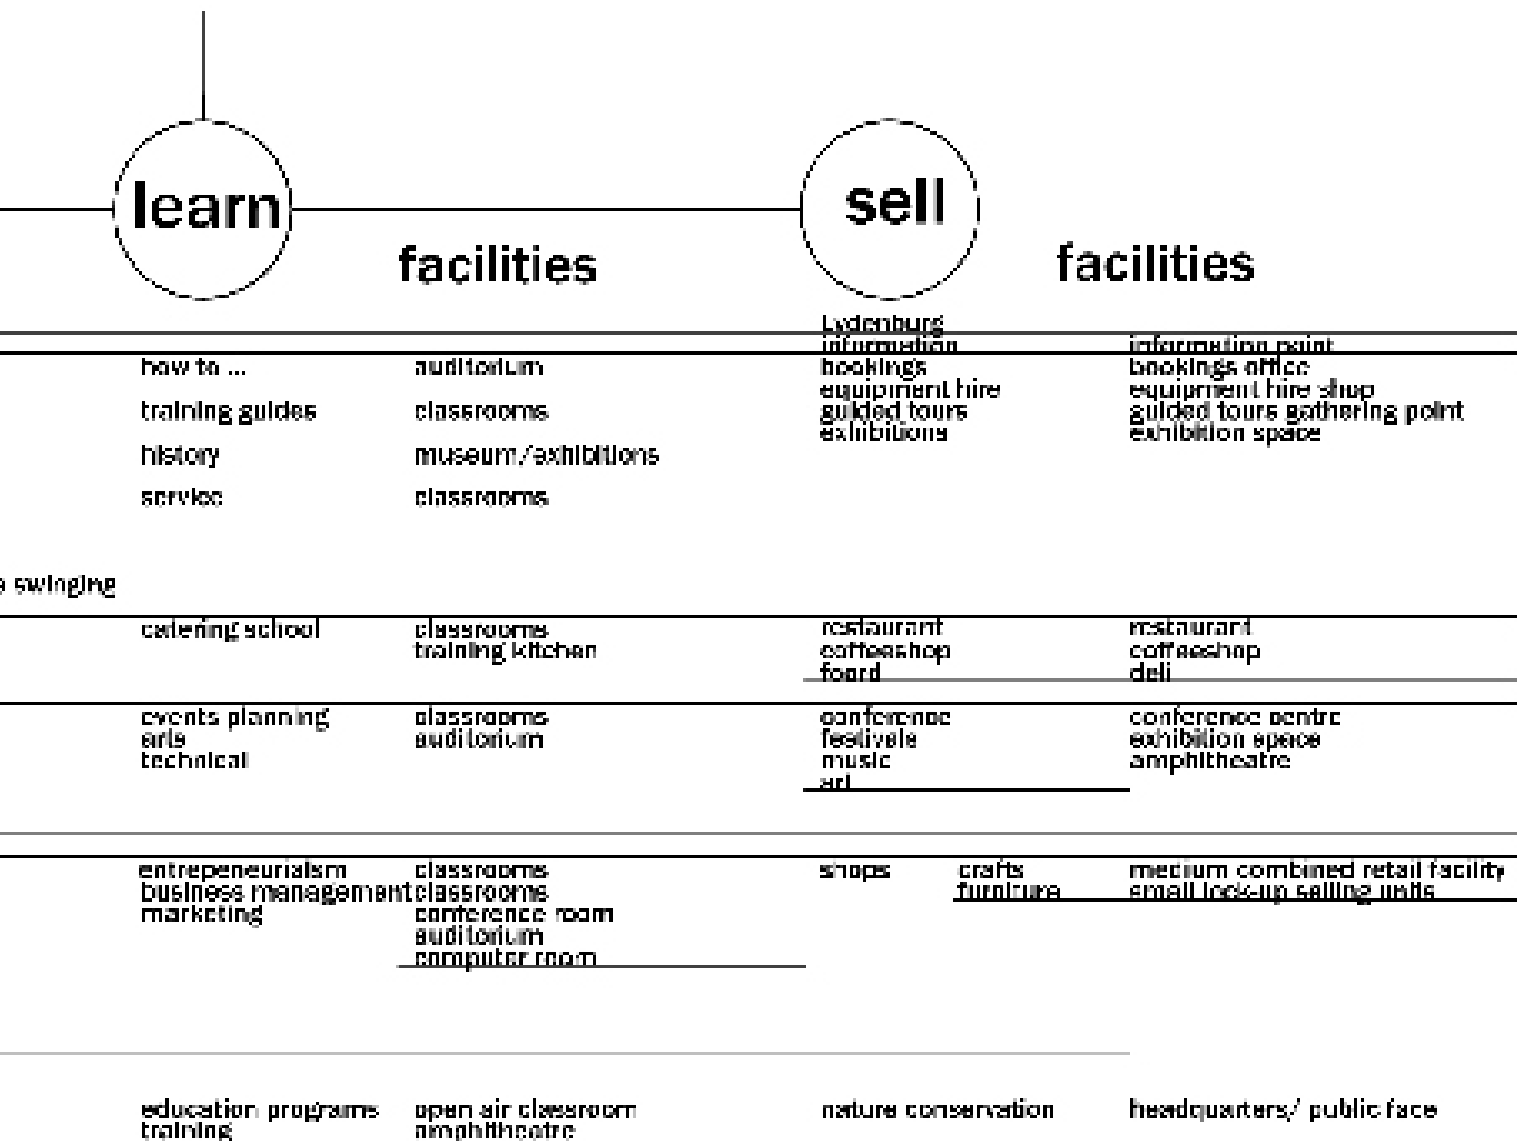 learn
sell
facilities
facilities
Lydenburg
information information point
how to ... auditorium bookings bookings office
equipment hire equipment hire shop
training guides classrooms guided tours guided tours gathering point
exhibitions exhibition space
history museum/exhibitions
service classrooms
swinging
catering school classrooms restaurant restaurant
training kitchen coffeeshop coffeeshop
deli
events planning classrooms conference conference centre
arts auditorium festivals exhibition space
technical music amphitheatre
art
entrepeneurialsm classrooms shops crafts medium combined retail facility
business management classrooms furniture small lock-up selling units
marketing conference room
auditorium
computer room
education programs open air classroom nature conservation headquarters/ public face
training amphitheatre